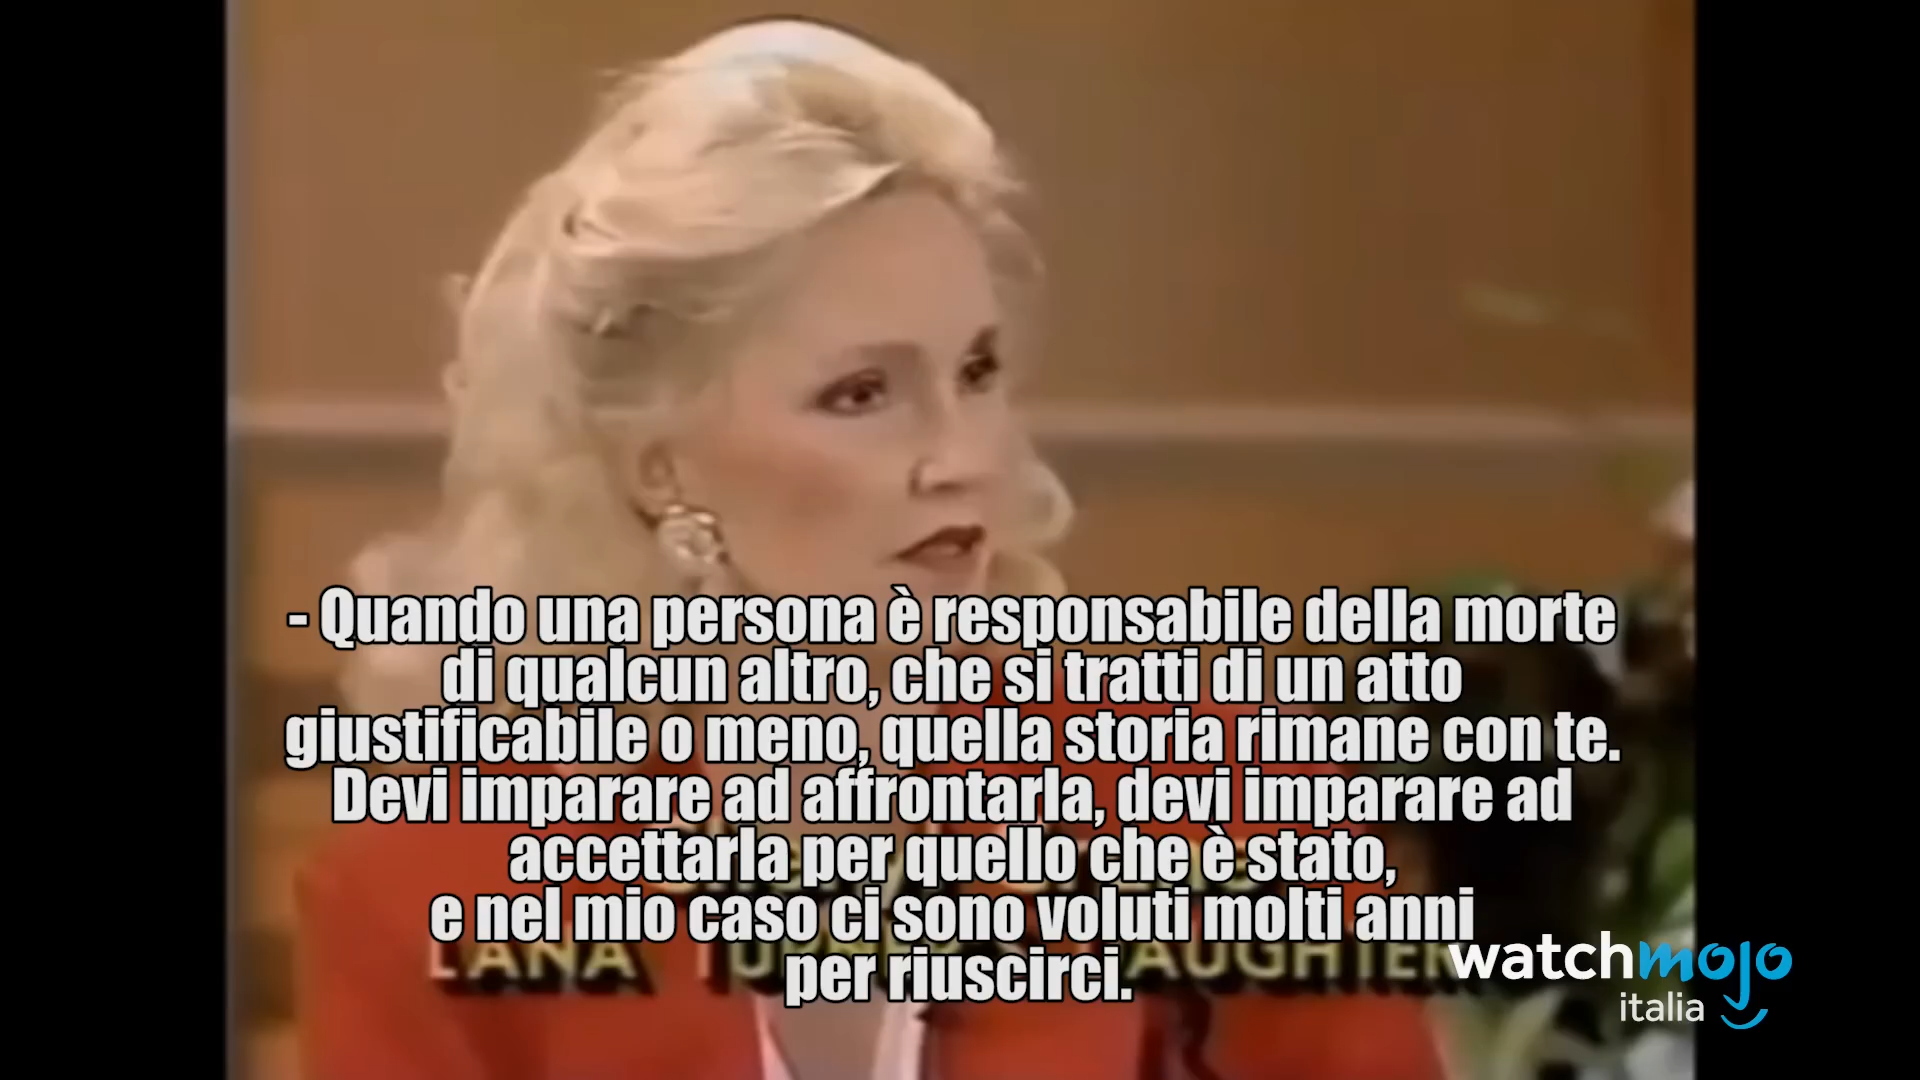 - Quando una persona è responsabile della morte
di qualcun altro, che si tratti di un atto
giustificabile o meno, quella storia rimane con te.
Devi imparare ad affrontarla, devi imparare ad
accettarla per quello che è stato,
e nel mio caso ci sono voluti molti anni
per riuscirci.
LANA
watchmojo
italia